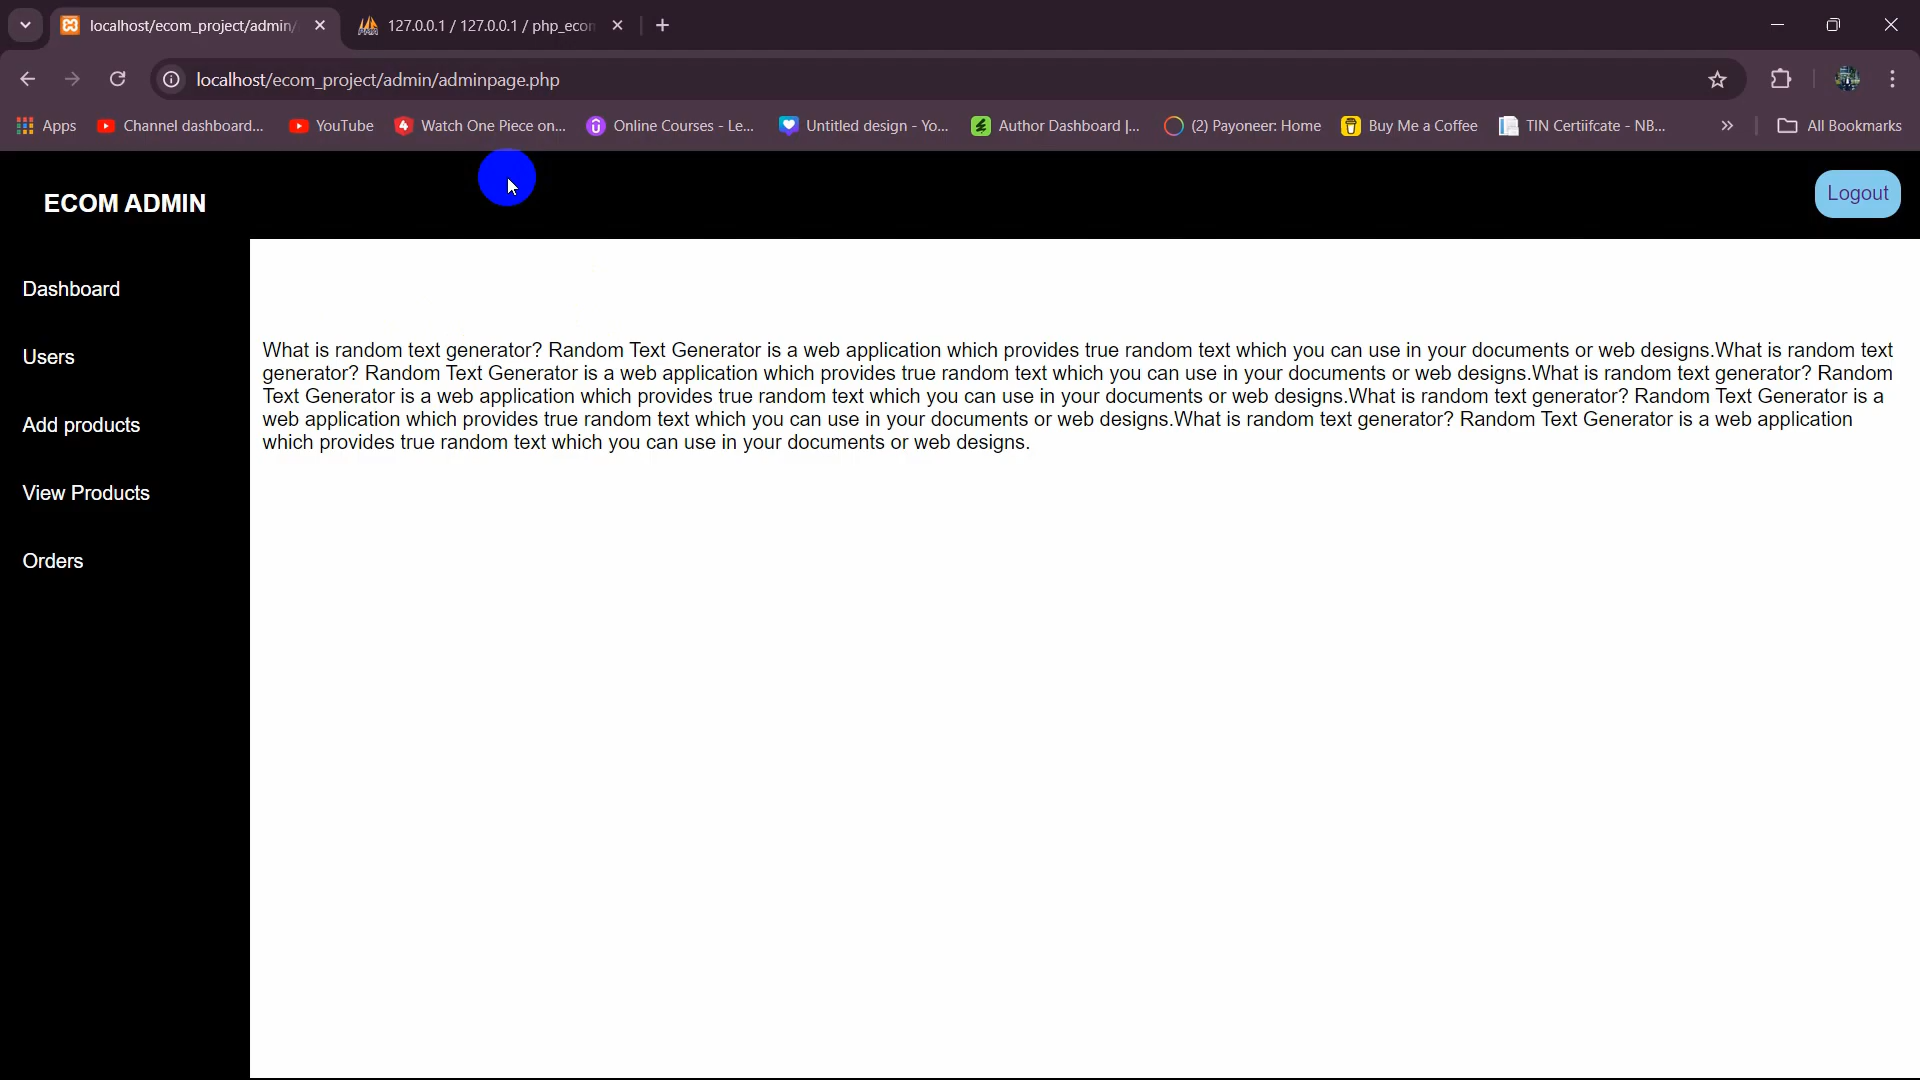 localhost/ecom_project/admin/
127.0.0.1 / 127.0.0.1 / php_econ
localhost/ecom_project/admin/adminpage.php
Apps
Channel dashboard...
YouTube
Watch One Piece on...
Online Courses - Le...
Untitled design - Yo...
Author Dashboard |...
(2) Payoneer: Home
Buy Me a Coffee
TIN Certiifcate - NB...
All Bookmarks
ECOM ADMIN
Logout
Dashboard
Users
Add products
View Products
Orders
What is random text generator? Random Text Generator is a web application which provides true random text which you can use in your documents or web designs.What is random text
generator? Random Text Generator is a web application which provides true random text which you can use in your documents or web designs.What is random text generator? Random
Text Generator is a web application which provides true random text which you can use in your documents or web designs.What is random text generator? Random Text Generator is a
web application which provides true random text which you can use in your documents or web designs.What is random text generator? Random Text Generator is a web application
which provides true random text which you can use in your documents or web designs.